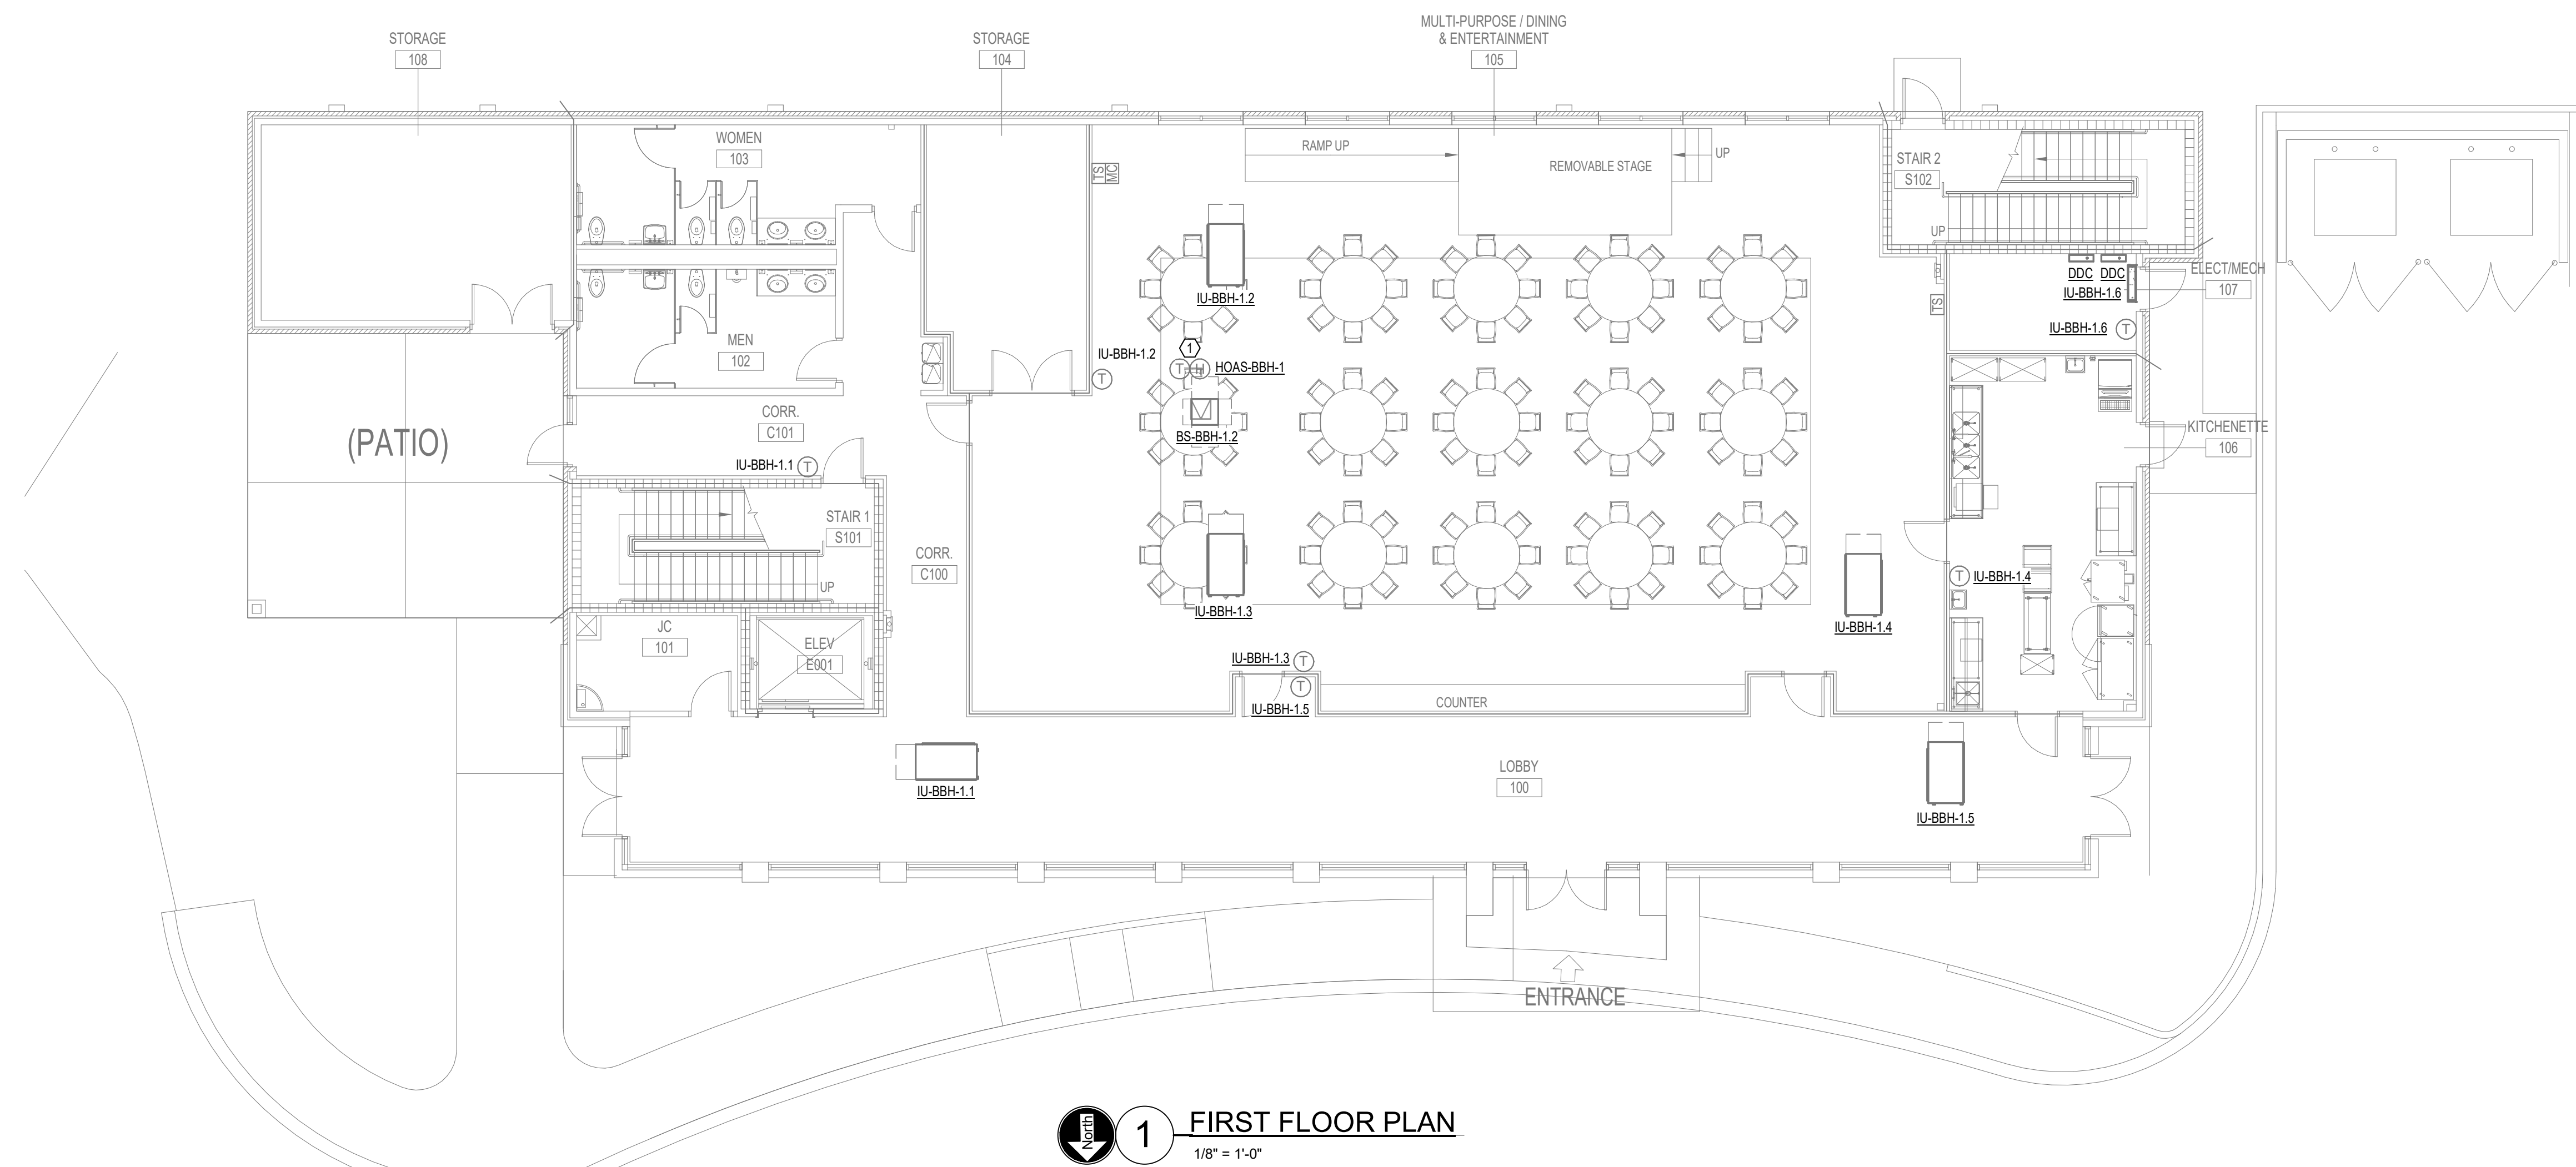 MULTI-PURPOSE / DINING
& ENTERTAINMENT
105
STORAGE
108
STORAGE
104
WOMEN
103
RAMP UP
UP
REMOVABLE STAGE
STAIR 2
S102
UP
TS
MC
ELECT/MECH
107
DDC
DDC
IU-BBH-1.6
IU-BBH-1.2
TS
IU-BBH-1.6
T
MEN
102
IU-BBH-1.2
T
1
T
H
HOAS-BBH-1
CORR.
C101
BS-BBH-1.2
KITCHENETTE
106
(PATIO)
IU-BBH-1.1
T
STAIR 1
S101
UP
CORR.
C100
T
IU-BBH-1.4
IU-BBH-1.3
IU-BBH-1.4
JC
101
ELEV
E001
IU-BBH-1.3
T
T
IU-BBH-1.5
COUNTER
LOBBY
100
IU-BBH-1.1
IU-BBH-1.5
ENTRANCE
North
1
FIRST FLOOR PLAN
1/8" = 1'-0"